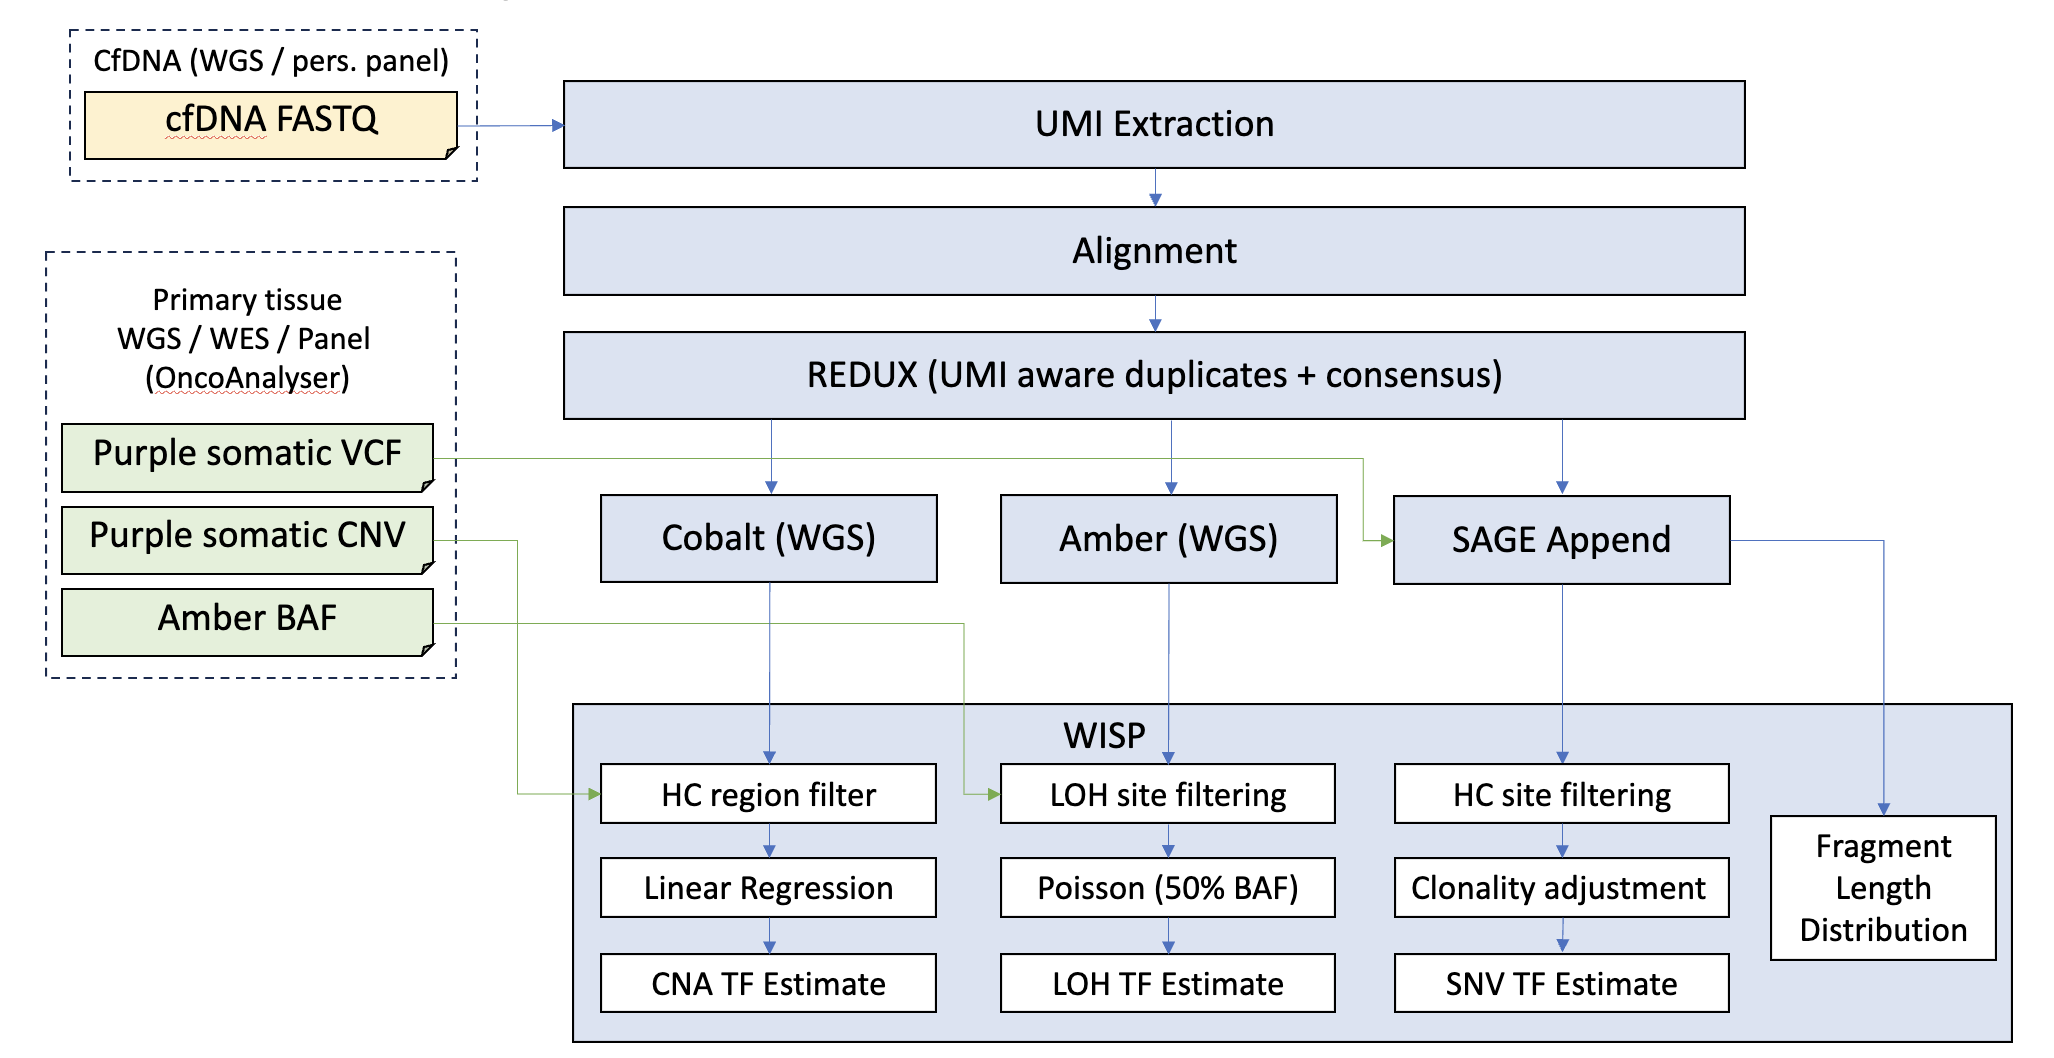 CfDNA (WGS / pers. panel)
cfDNA FASTQ
UMI Extraction
Alignment
REDUX (UMI aware duplicates + consensus)
Primary tissue
WGS / WES / Panel
(OncoAnalyser)
Purple somatic VCF
Purple somatic CNV
Amber BAF
Cobalt (WGS)
Amber (WGS)
SAGE Append
WISP
HC region filter
LOH site filtering
HC site filtering
Linear Regression
Poisson (50% BAF)
Clonality adjustment
CNA TF Estimate
LOH TF Estimate
SNV TF Estimate
Fragment
Length
Distribution